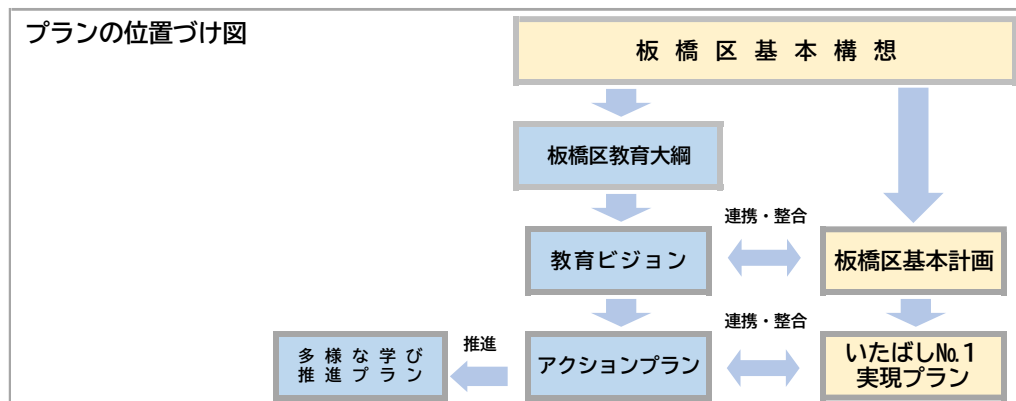 プランの位置づけ図
板橋区基本構想
板橋区教育大綱
連携・整合
教育ビジョン
板橋区基本計画
連携・整合
多様な学び
推進プラン
推進
アクションプラン
いたばし№1
実現プラン